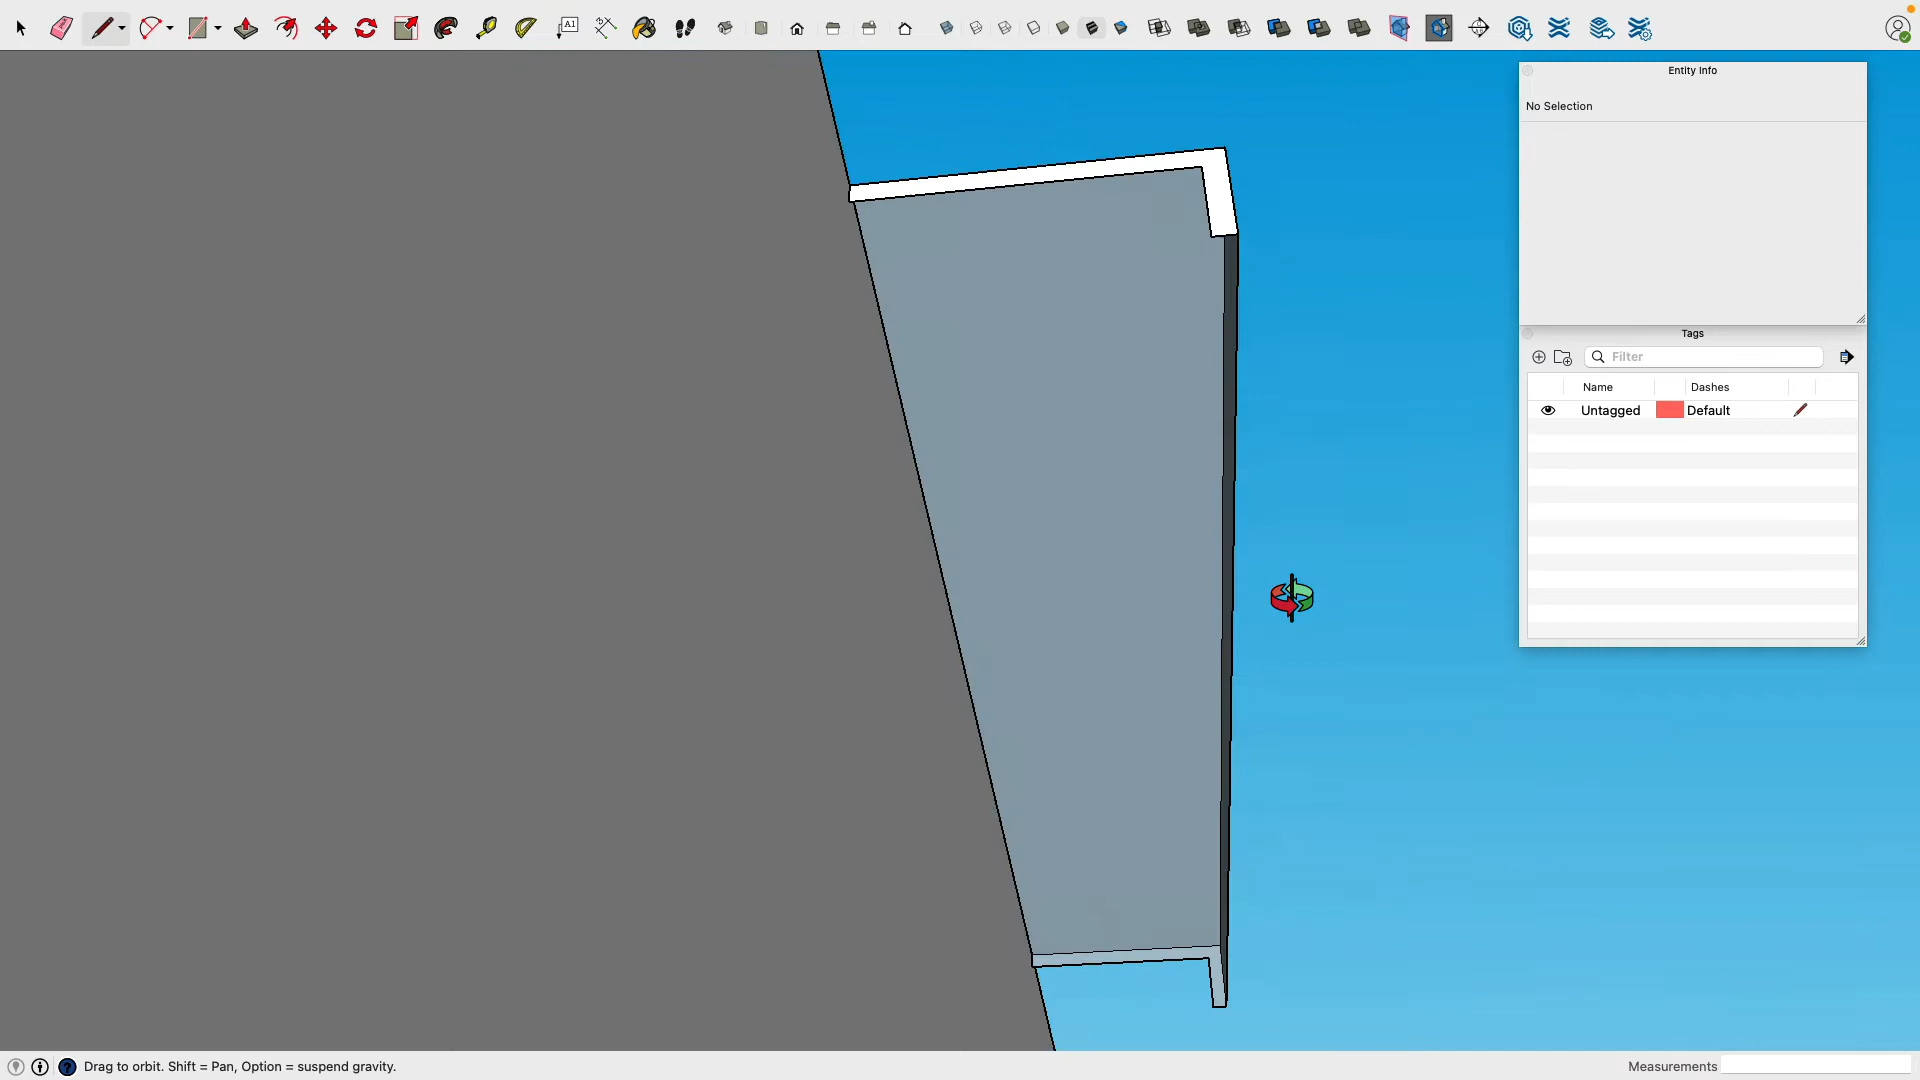 A1
Entity Info
No Selection
Tags
Filter
Name Dashes
Untagged Default
Drag to orbit. Shift = Pan, Option = suspend gravity.
Measurements